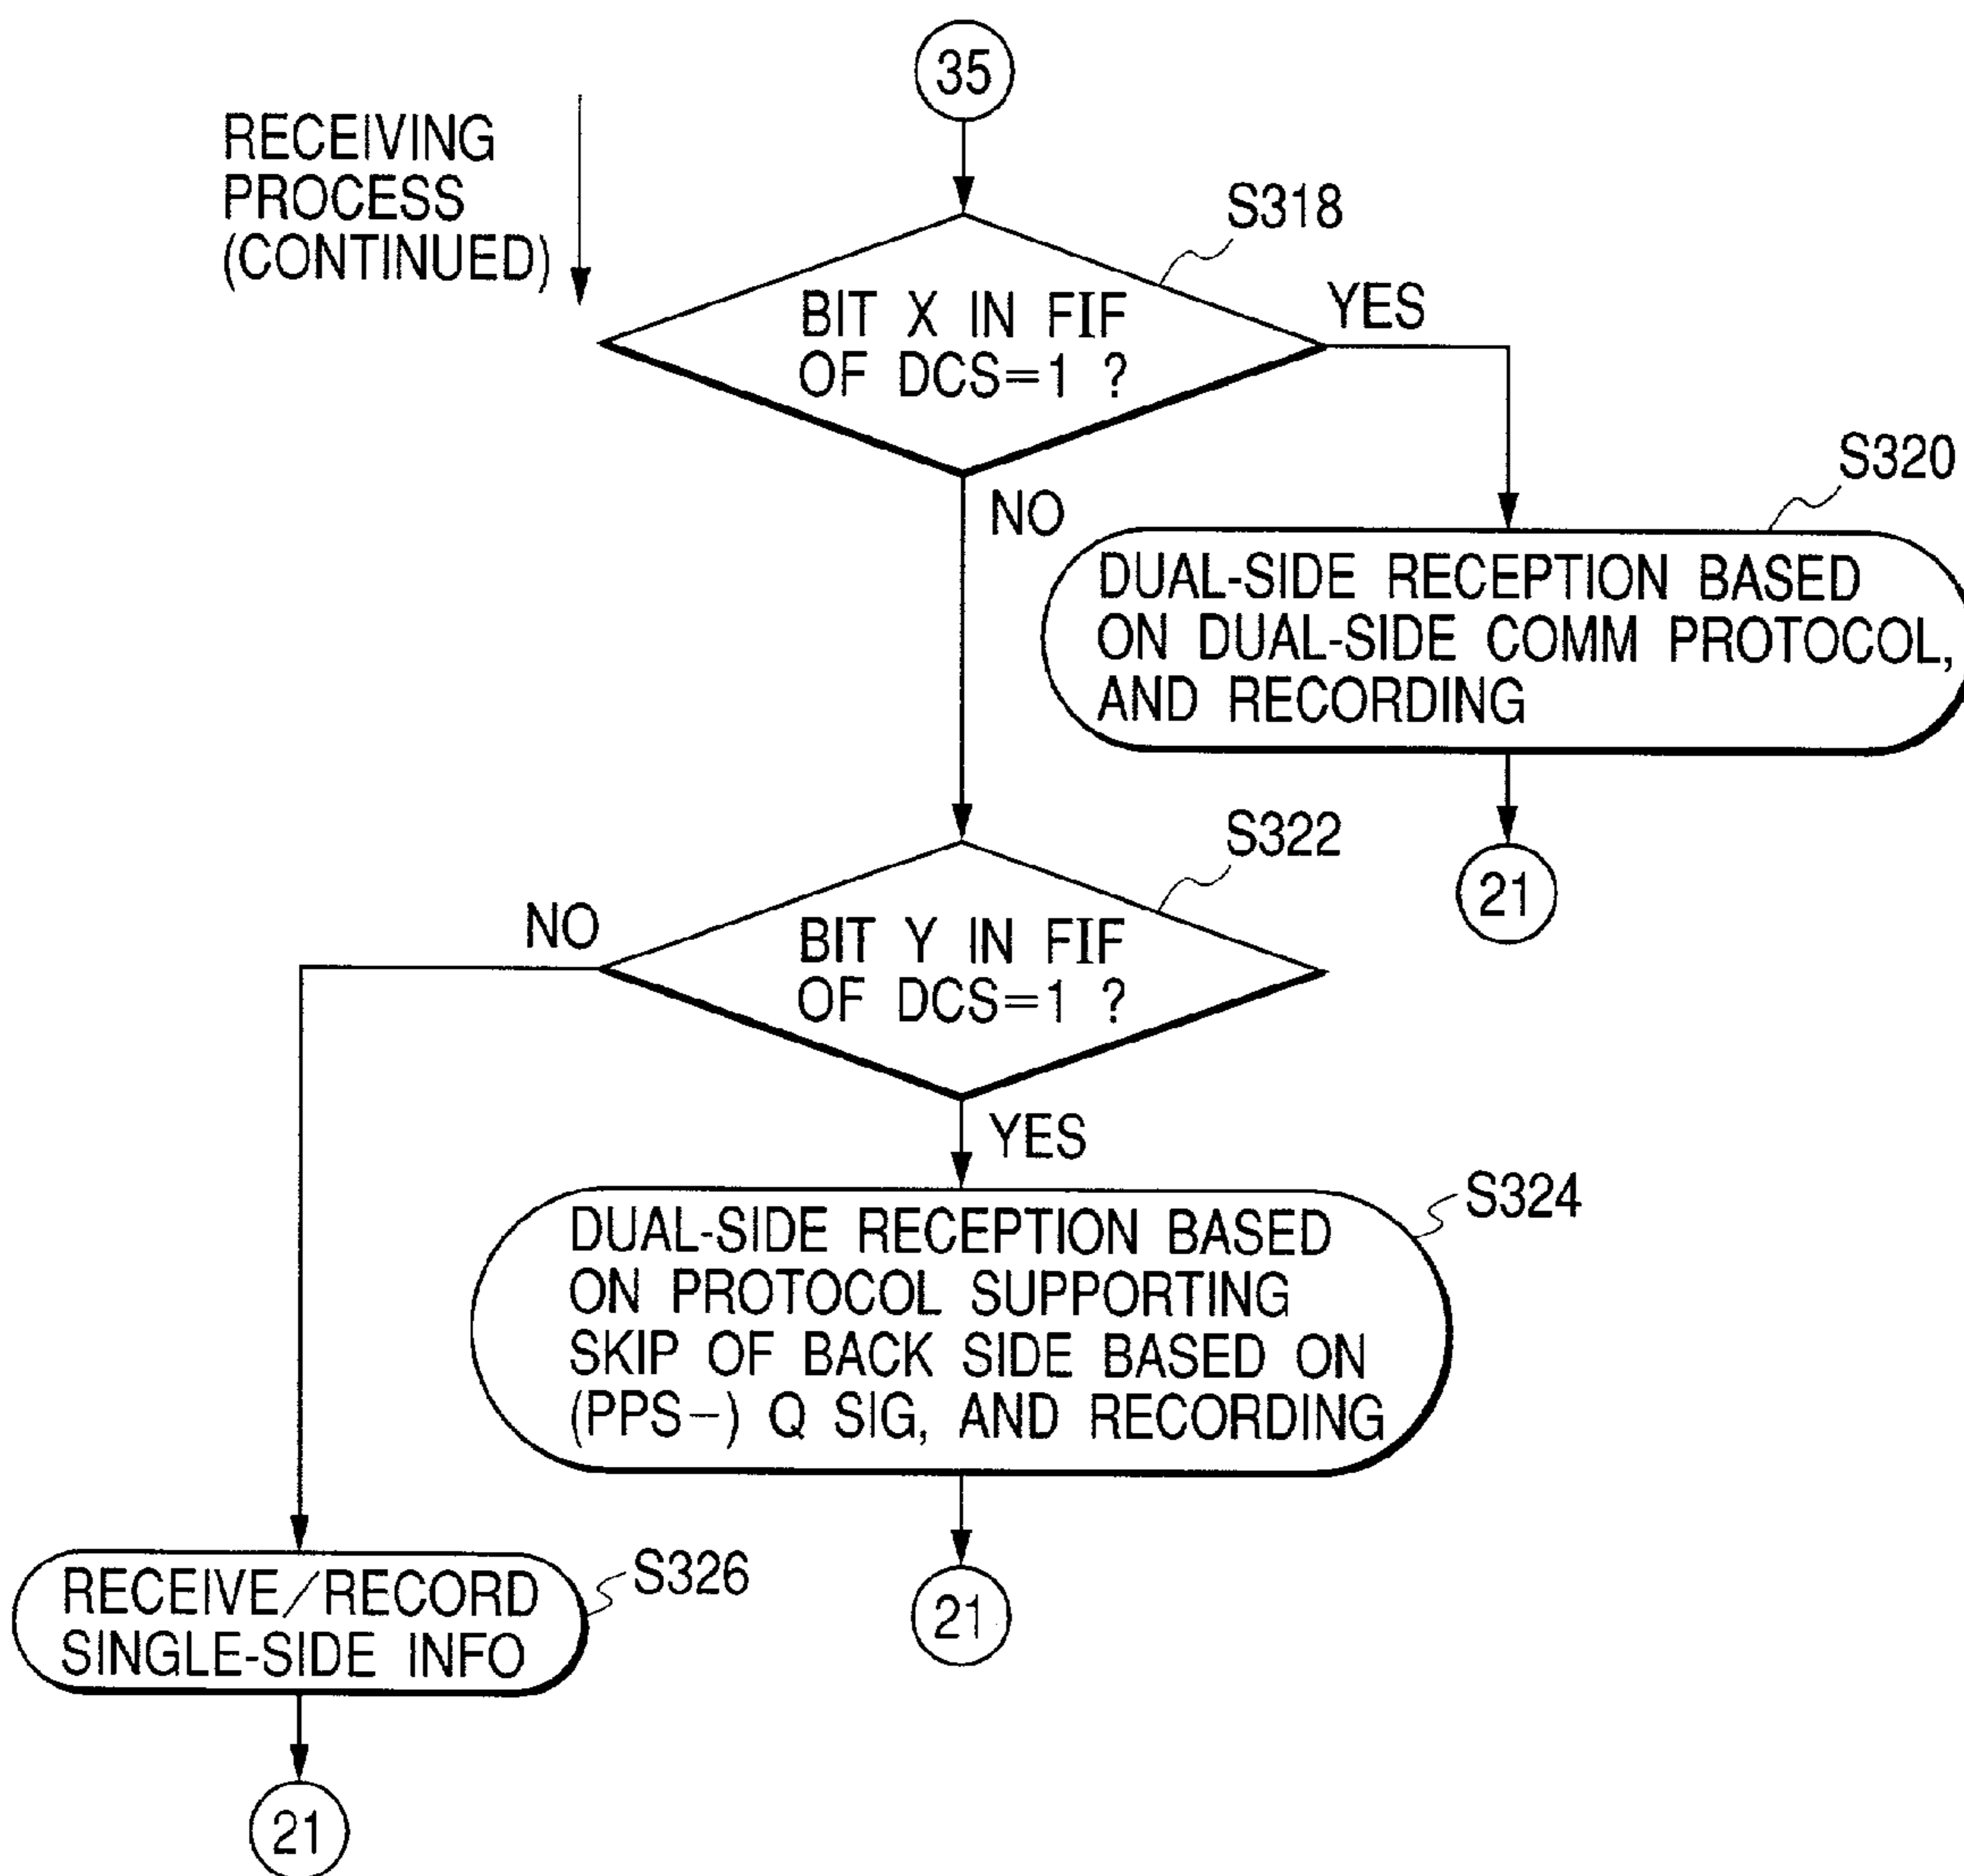 35
RECEIVING
PROCESS
(CONTINUED)
S318
BIT X IN FIF
OF DCS=1 ?
YES
NO
S320
DUAL-SIDE RECEPTION BASED
ON DUAL-SIDE COMM PROTOCOL,
AND RECORDING
21
S322
BIT Y IN FIF
OF DCS=1 ?
NO
YES
S324
DUAL-SIDE RECEPTION BASED
ON PROTOCOL SUPPORTING
SKIP OF BACK SIDE BASED ON
(PPS−) Q SIG, AND RECORDING
21
S326
RECEIVE/RECORD
SINGLE-SIDE INFO
21